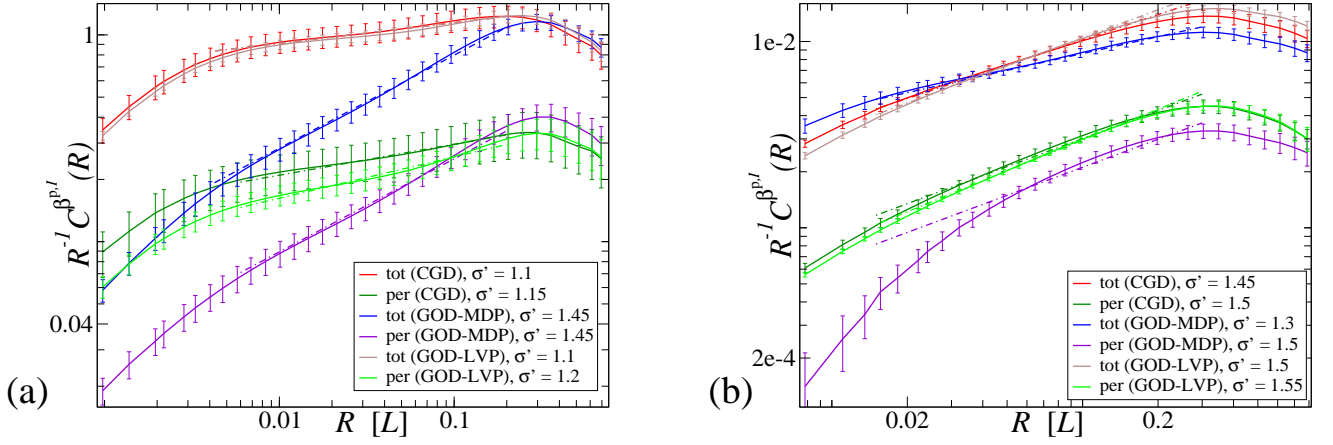 (a)
R⁻¹ C^β^p,l (R)
1
0.04
0.01
0.1
R [L]
tot (CGD), σ' = 1.1
per (CGD), σ' = 1.15
tot (GOD-MDP), σ' = 1.45
per (GOD-MDP), σ' = 1.45
tot (GOD-LVP), σ' = 1.1
per (GOD-LVP), σ' = 1.2
(b)
R⁻¹ C^β^p,l (R)
1e-02
2e-4
0.02
0.2
R [L]
tot (CGD), σ' = 1.45
per (CGD), σ' = 1.5
tot (GOD-MDP), σ' = 1.3
per (GOD-MDP), σ' = 1.5
tot (GOD-LVP), σ' = 1.5
per (GOD-LVP), σ' = 1.55